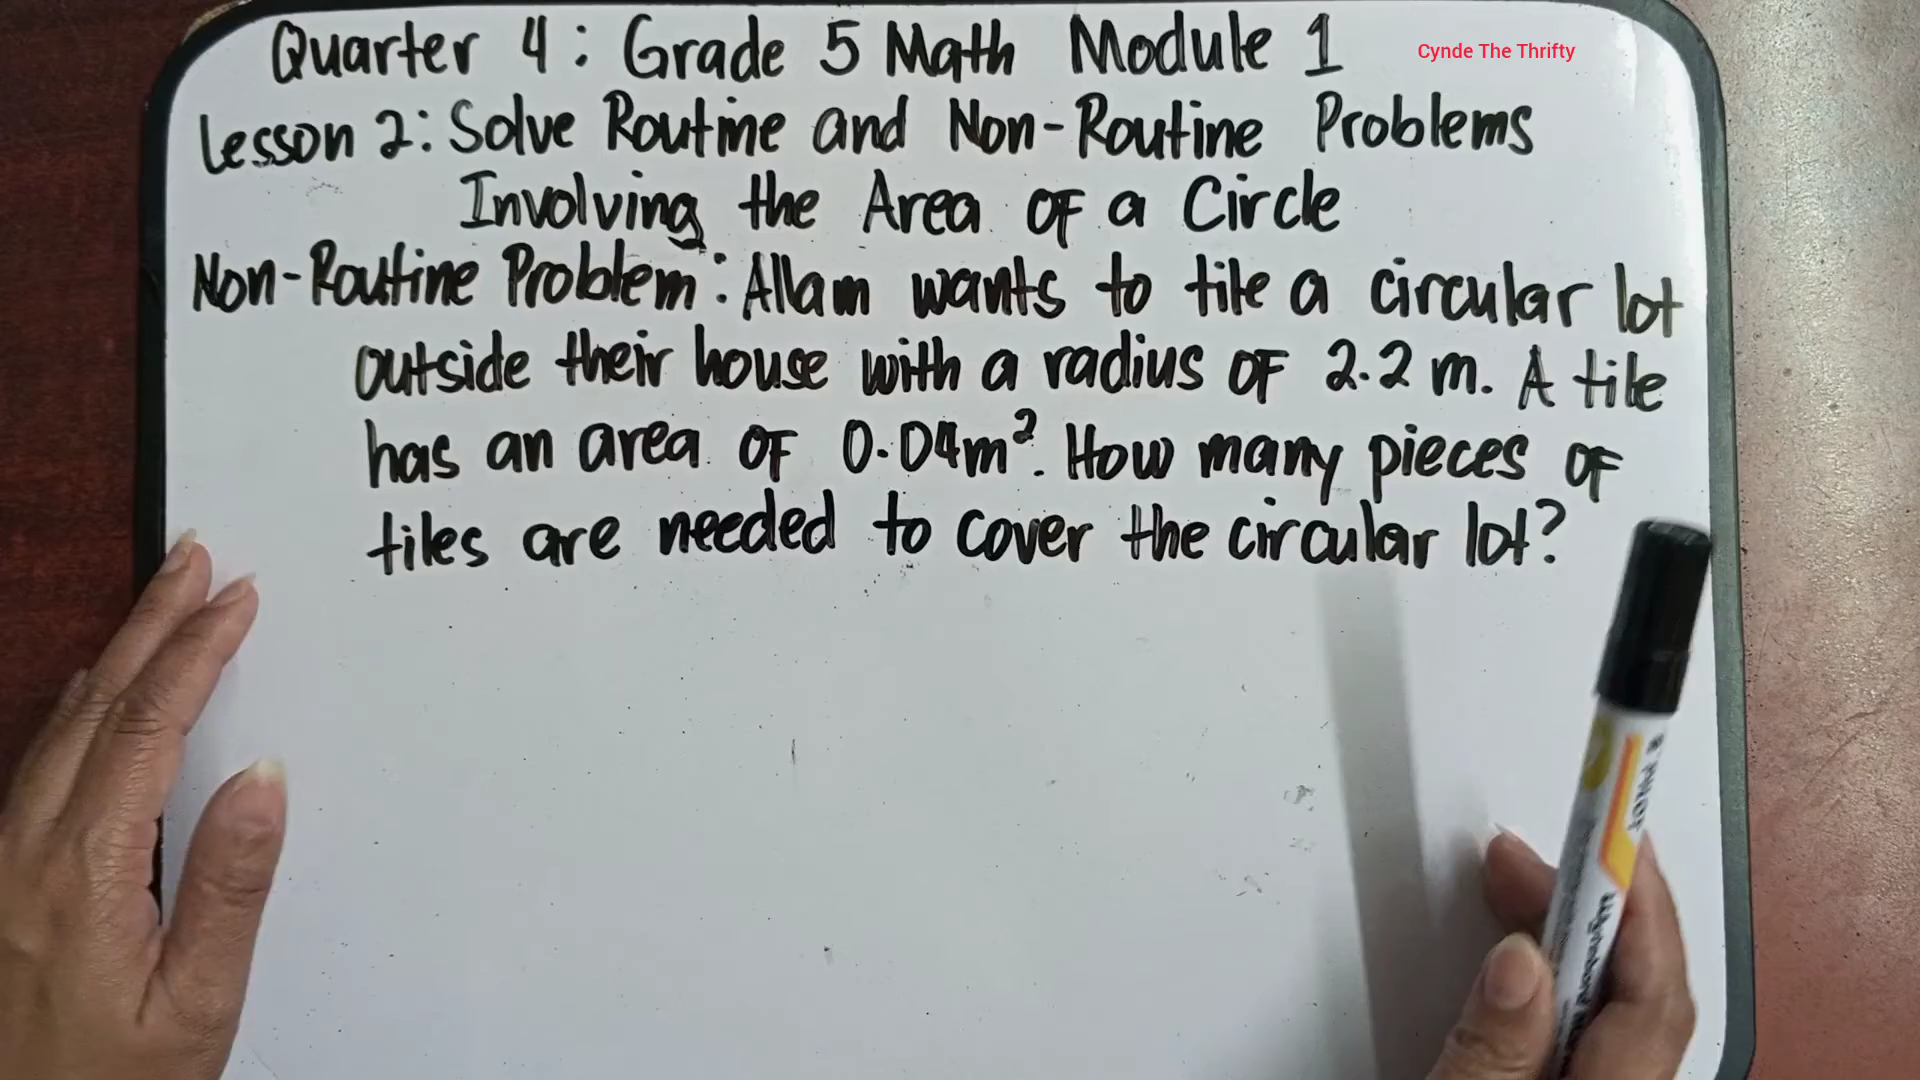 Quarter 4: Grade 5 Math Module 1
Cynde The Thrifty
Lesson 2: Solve Routine and Non-Routine Problems
Involving the Area of a Circle
Non-Routine Problem: Allam wants to tile a circular lot
outside their house with a radius of 2.2 m. A tile
has an area of 0.04m². How many pieces of
tiles are needed to cover the circular lot?
PILOT